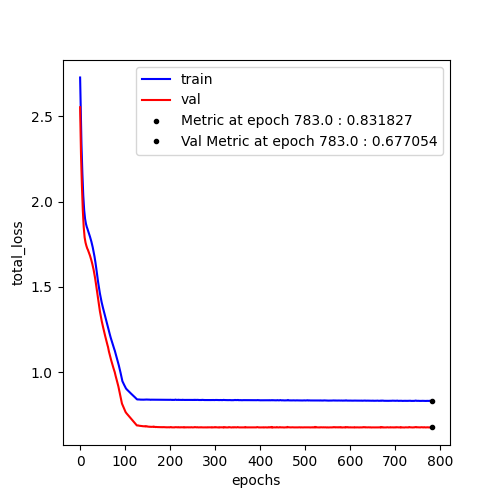 train
val
Metric at epoch 783.0 : 0.831827
Val Metric at epoch 783.0 : 0.677054
2.5
2.0
1.5
1.0
total_loss
0 100 200 300 400 500 600 700 800
epochs